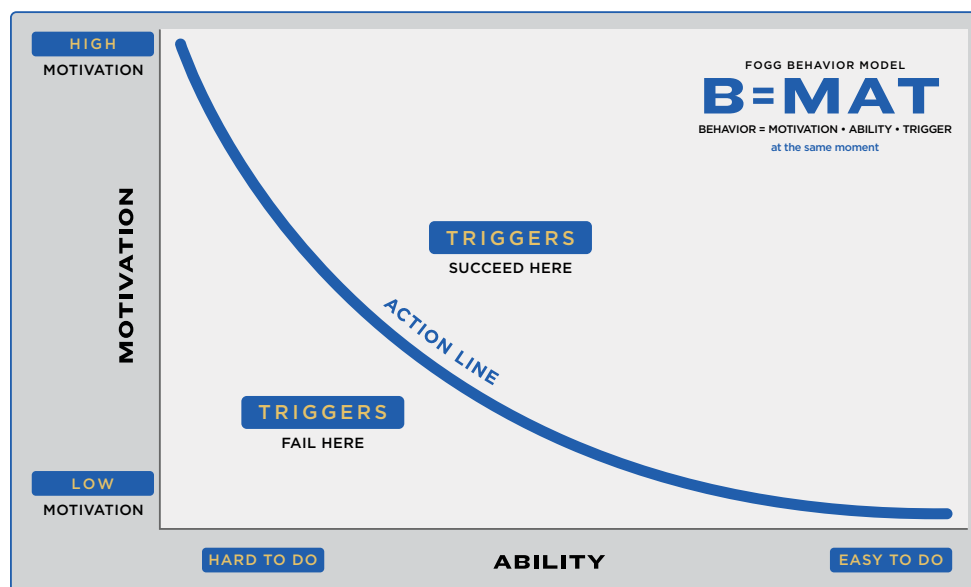 HIGH
MOTIVATION
FOGG BEHAVIOR MODEL
B=MAT
BEHAVIOR = MOTIVATION • ABILITY • TRIGGER
at the same moment
MOTIVATION
TRIGGERS
SUCCEED HERE
ACTION LINE
TRIGGERS
FAIL HERE
LOW
MOTIVATION
HARD TO DO
ABILITY
EASY TO DO